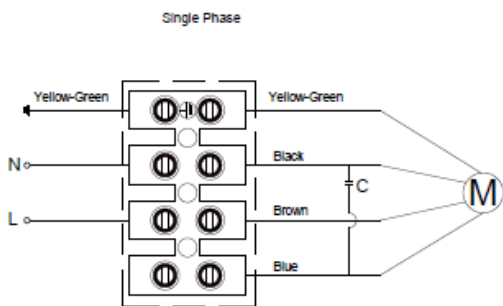 Single Phase
Yellow-Green
Yellow-Green
N
Black
C
M
L
Brown
Blue